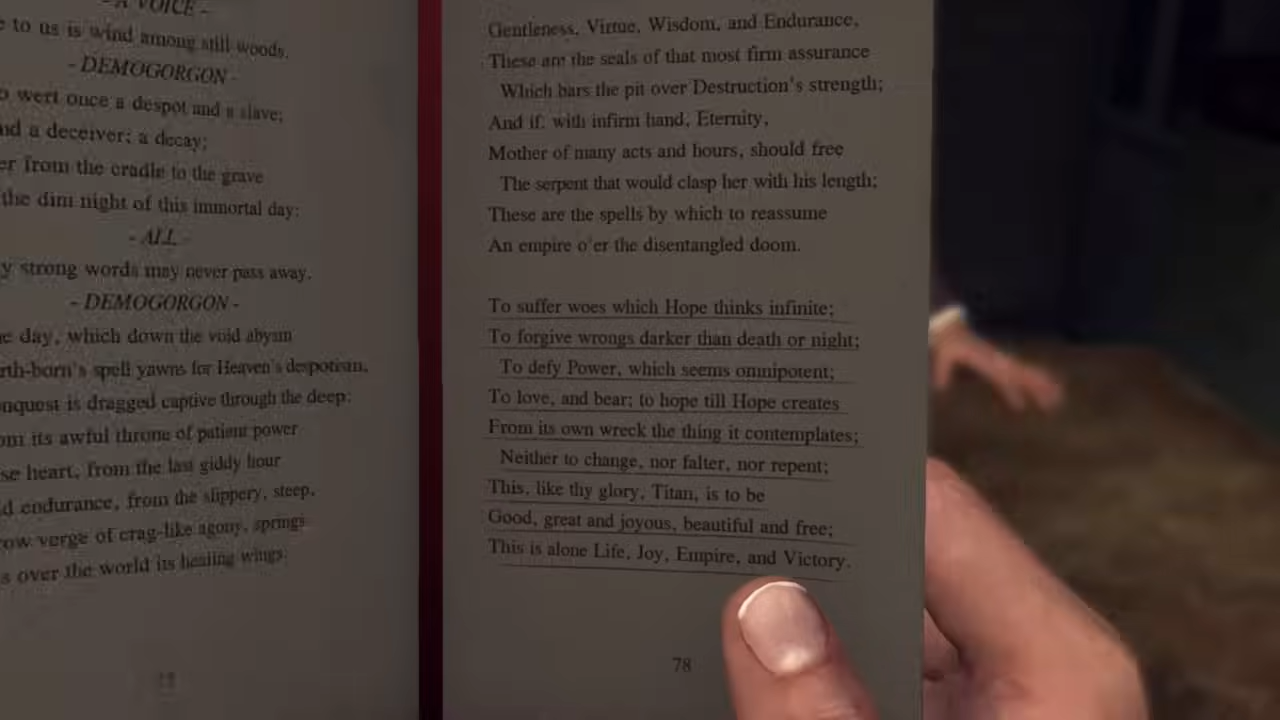 - A VOICE -
e to us is wind among still woods.
- DEMOGORGON -
o wert once a despot and a slave;
nd a deceiver; a decay;
er from the cradle to the grave
the dim night of this immortal day:
- ALL -
y strong words may never pass away.
- DEMOGORGON -
e day, which down the void abysm
rth-born's spell yawns for Heaven's despotism,
nquest is dragged captive through the deep:
om its awful throne of patient power
se heart, from the last giddy hour
d endurance, from the slippery, steep,
row verge of crag-like agony, springs
s over the world its healing wings.
Gentleness, Virtue, Wisdom, and Endurance,
These are the seals of that most firm assurance
Which bars the pit over Destruction's strength;
And if, with infirm hand, Eternity,
Mother of many acts and hours, should free
The serpent that would clasp her with his length;
These are the spells by which to reassume
An empire o'er the disentangled doom.
To suffer woes which Hope thinks infinite;
To forgive wrongs darker than death or night;
To defy Power, which seems omnipotent;
To love, and bear; to hope till Hope creates
From its own wreck the thing it contemplates;
Neither to change, nor falter, nor repent;
This, like thy glory, Titan, is to be
Good, great and joyous, beautiful and free;
This is alone Life, Joy, Empire, and Victory.
78